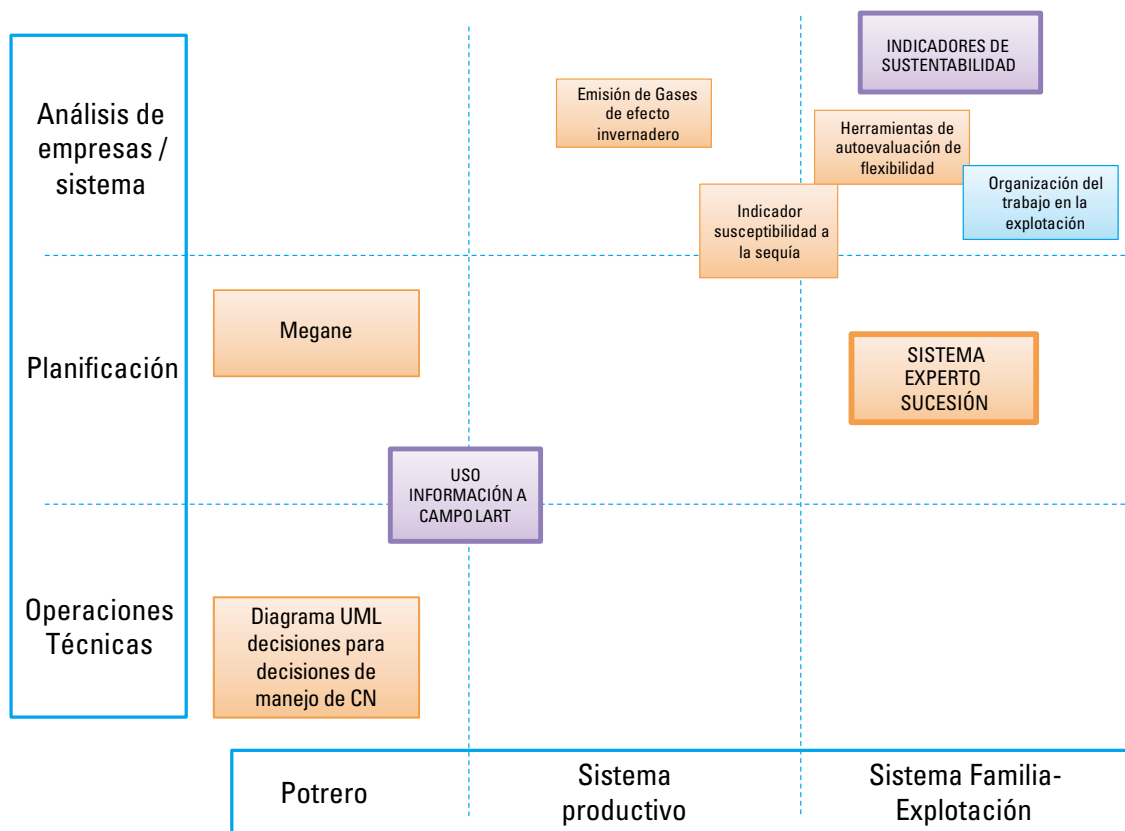 INDICADORES DE
SUSTENTABILIDAD
Análisis de
empresas /
sistema
Emisión de Gases
de efecto
invernadero
Herramientas de
autoevaluación de
flexibilidad
Organización del
trabajo en la
explotación
Indicador
susceptibilidad a
la sequía
Planificación
Megane
SISTEMA
EXPERTO
SUCESIÓN
USO
INFORMACIÓN A
CAMPO LART
Operaciones
Técnicas
Diagrama UML
decisiones para
decisiones de
manejo de CN
Potrero
Sistema
productivo
Sistema Familia-
Explotación